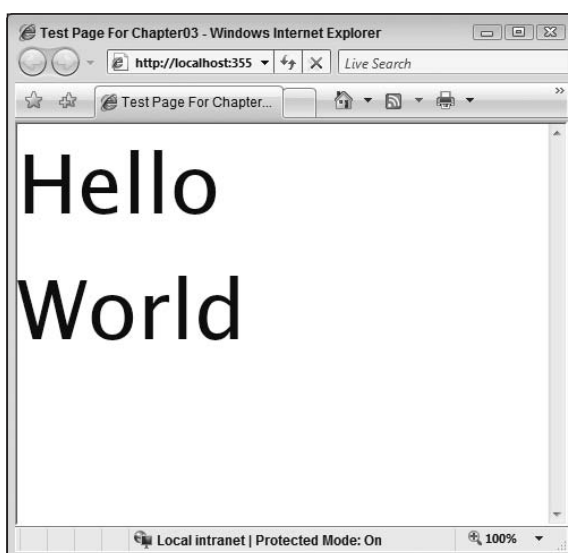 Test Page For Chapter03 - Windows Internet Explorer
http://localhost:355
Live Search
Test Page For Chapter...
»
Hello
World
Local intranet | Protected Mode: On
100%